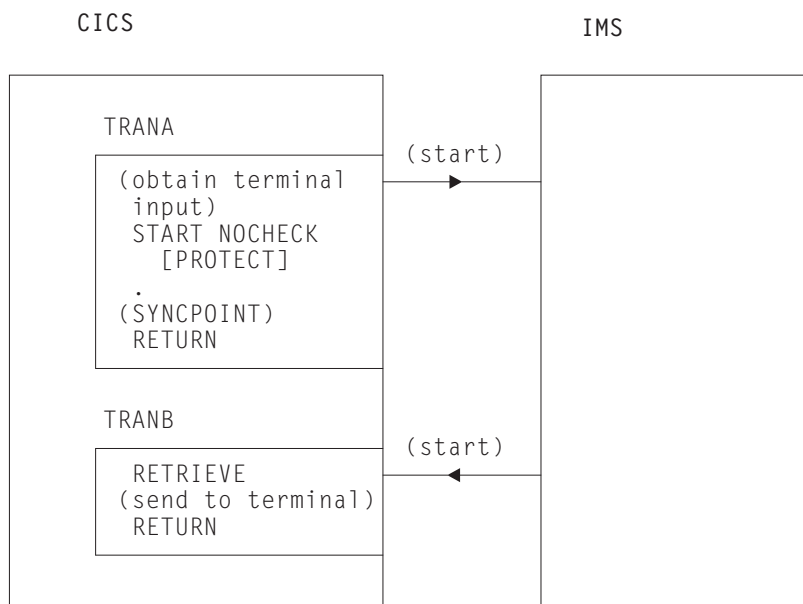 CICS
IMS
TRANA
(start)
(obtain terminal
input)
START NOCHECK
[PROTECT]
.
(SYNCPOINT)
RETURN
TRANB
(start)
RETRIEVE
(send to terminal)
RETURN